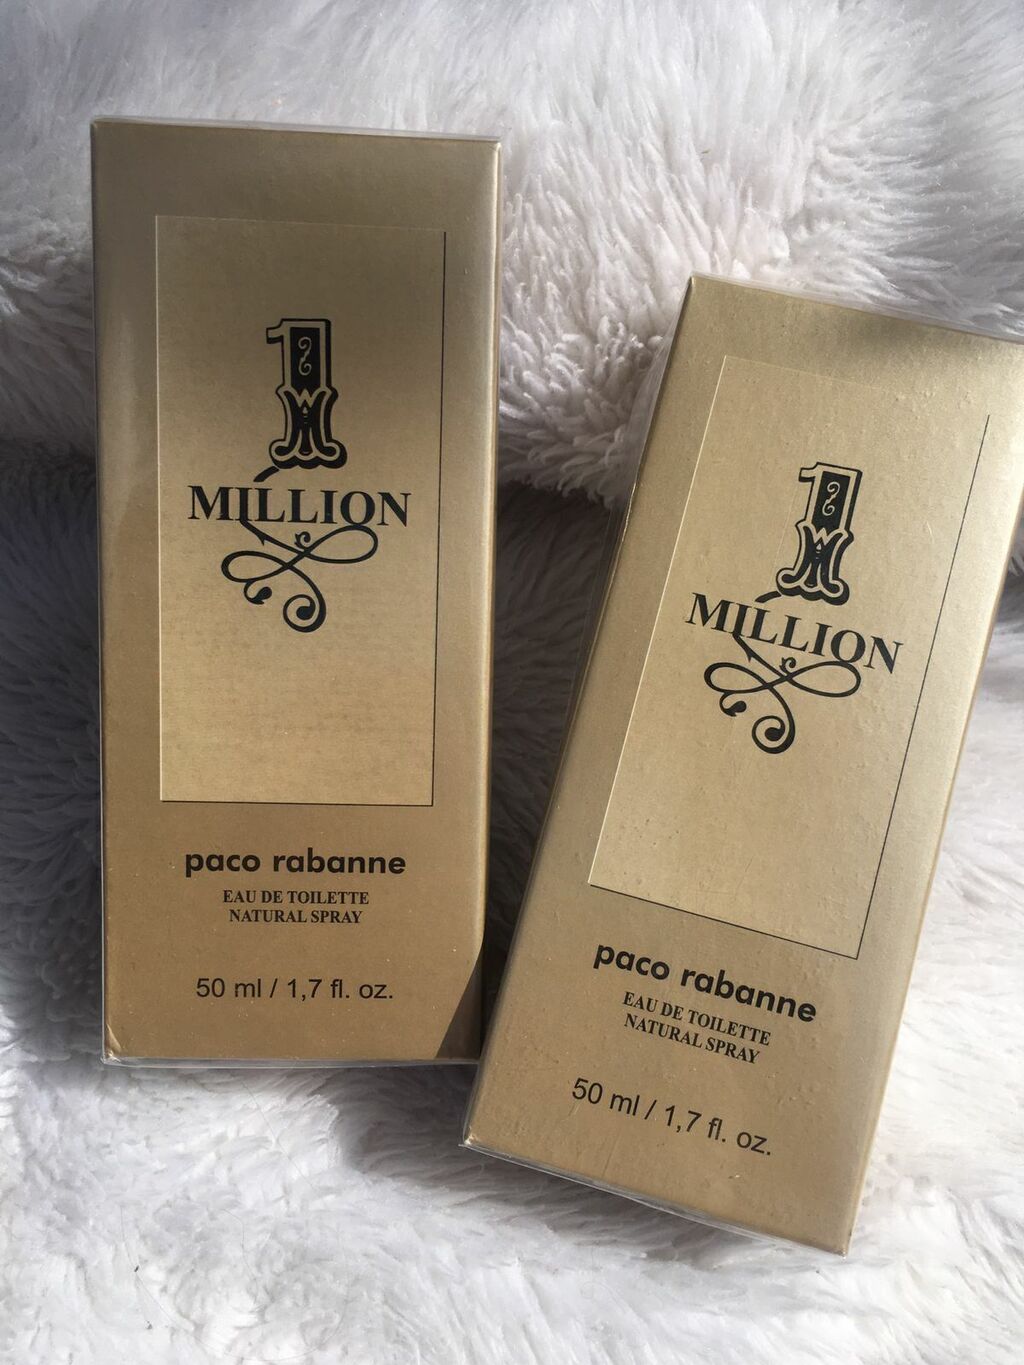 1
MILLION
paco rabanne
EAU DE TOILETTE
NATURAL SPRAY
50 ml / 1,7 fl. oz.
1
MILLION
paco rabanne
EAU DE TOILETTE
NATURAL SPRAY
50 ml / 1,7 fl. oz.